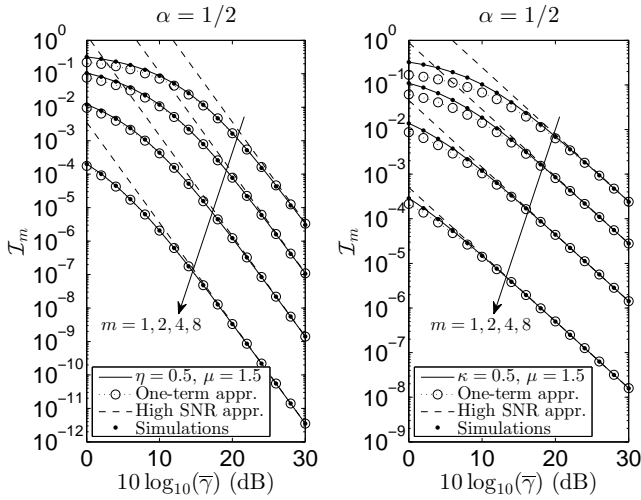 α = 1/2
10^0
10^-1
10^-2
10^-3
10^-4
10^-5
10^-6
10^-7
10^-8
10^-9
10^-10
10^-11
10^-12
I_m
m = 1, 2, 4, 8
η = 0.5, μ = 1.5
One-term appr.
High SNR appr.
Simulations
0 10 20 30
10 log_10(γ̅) (dB)
α = 1/2
10^0
10^-1
10^-2
10^-3
10^-4
10^-5
10^-6
10^-7
10^-8
10^-9
I_m
m = 1, 2, 4, 8
κ = 0.5, μ = 1.5
One-term appr.
High SNR appr.
Simulations
0 10 20 30
10 log_10(γ̅) (dB)